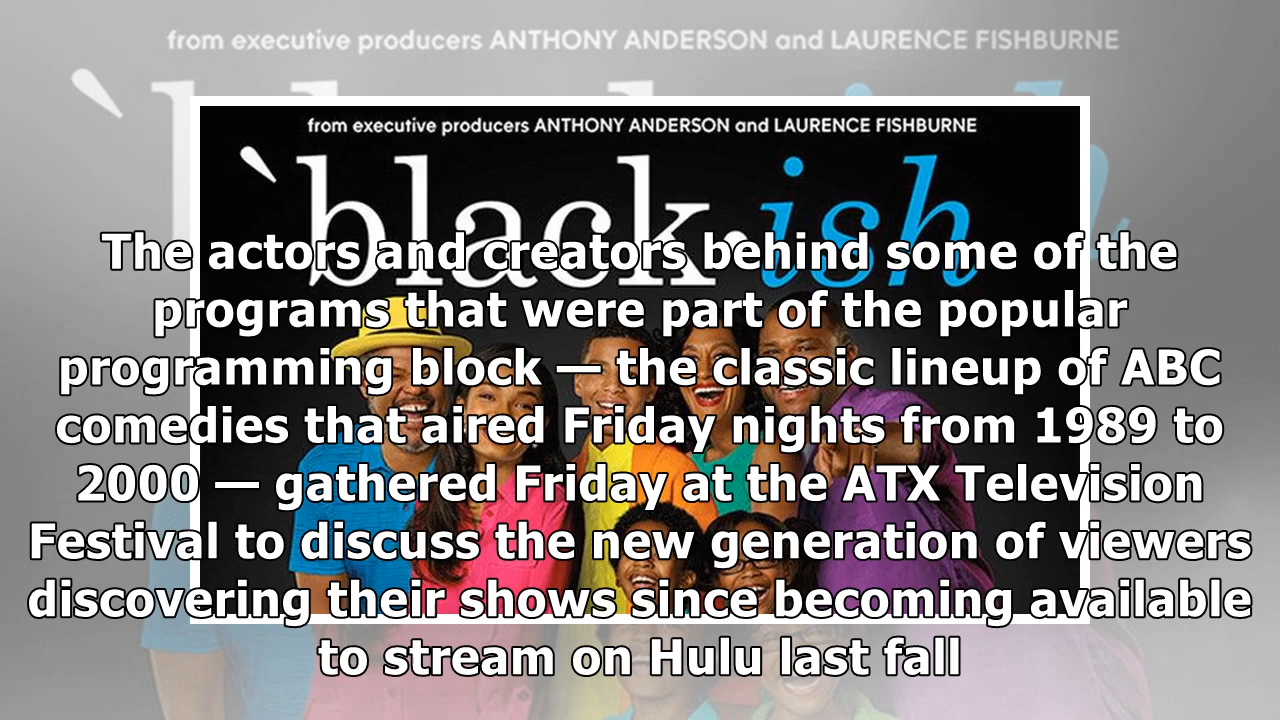 from executive producers ANTHONY ANDERSON and LAURENCE FISHBURNE
from executive producers ANTHONY ANDERSON and LAURENCE FISHBURNE
`black·ish
The actors and creators behind some of the
programs that were part of the popular
programming block — the classic lineup of ABC
comedies that aired Friday nights from 1989 to
2000 — gathered Friday at the ATX Television
Festival to discuss the new generation of viewers
discovering their shows since becoming available
to stream on Hulu last fall